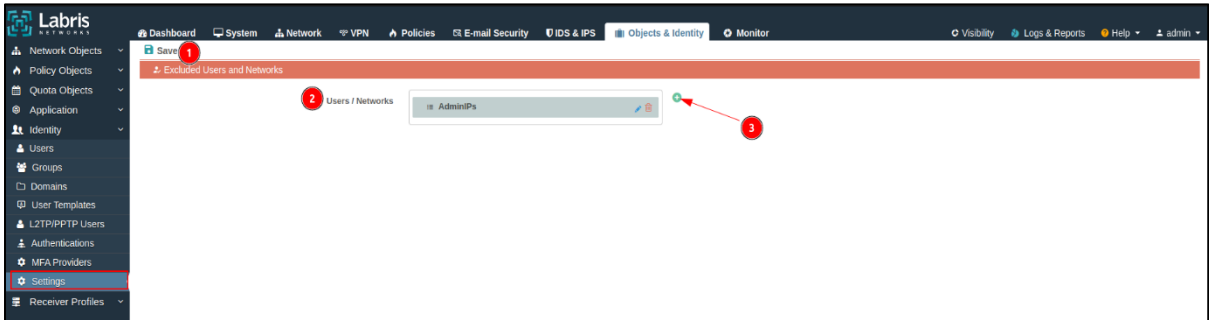 Labris
NETWORKS
Dashboard System Network VPN Policies E-mail Security IDS & IPS Objects & Identity Monitor Visibility Logs & Reports Help admin
Network Objects
Policy Objects
Quota Objects
Application
Identity
Users
Groups
Domains
User Templates
L2TP/PPTP Users
Authentications
MFA Providers
Settings
Receiver Profiles
Save 1
Excluded Users and Networks
2 Users / Networks
AdminIPs
3